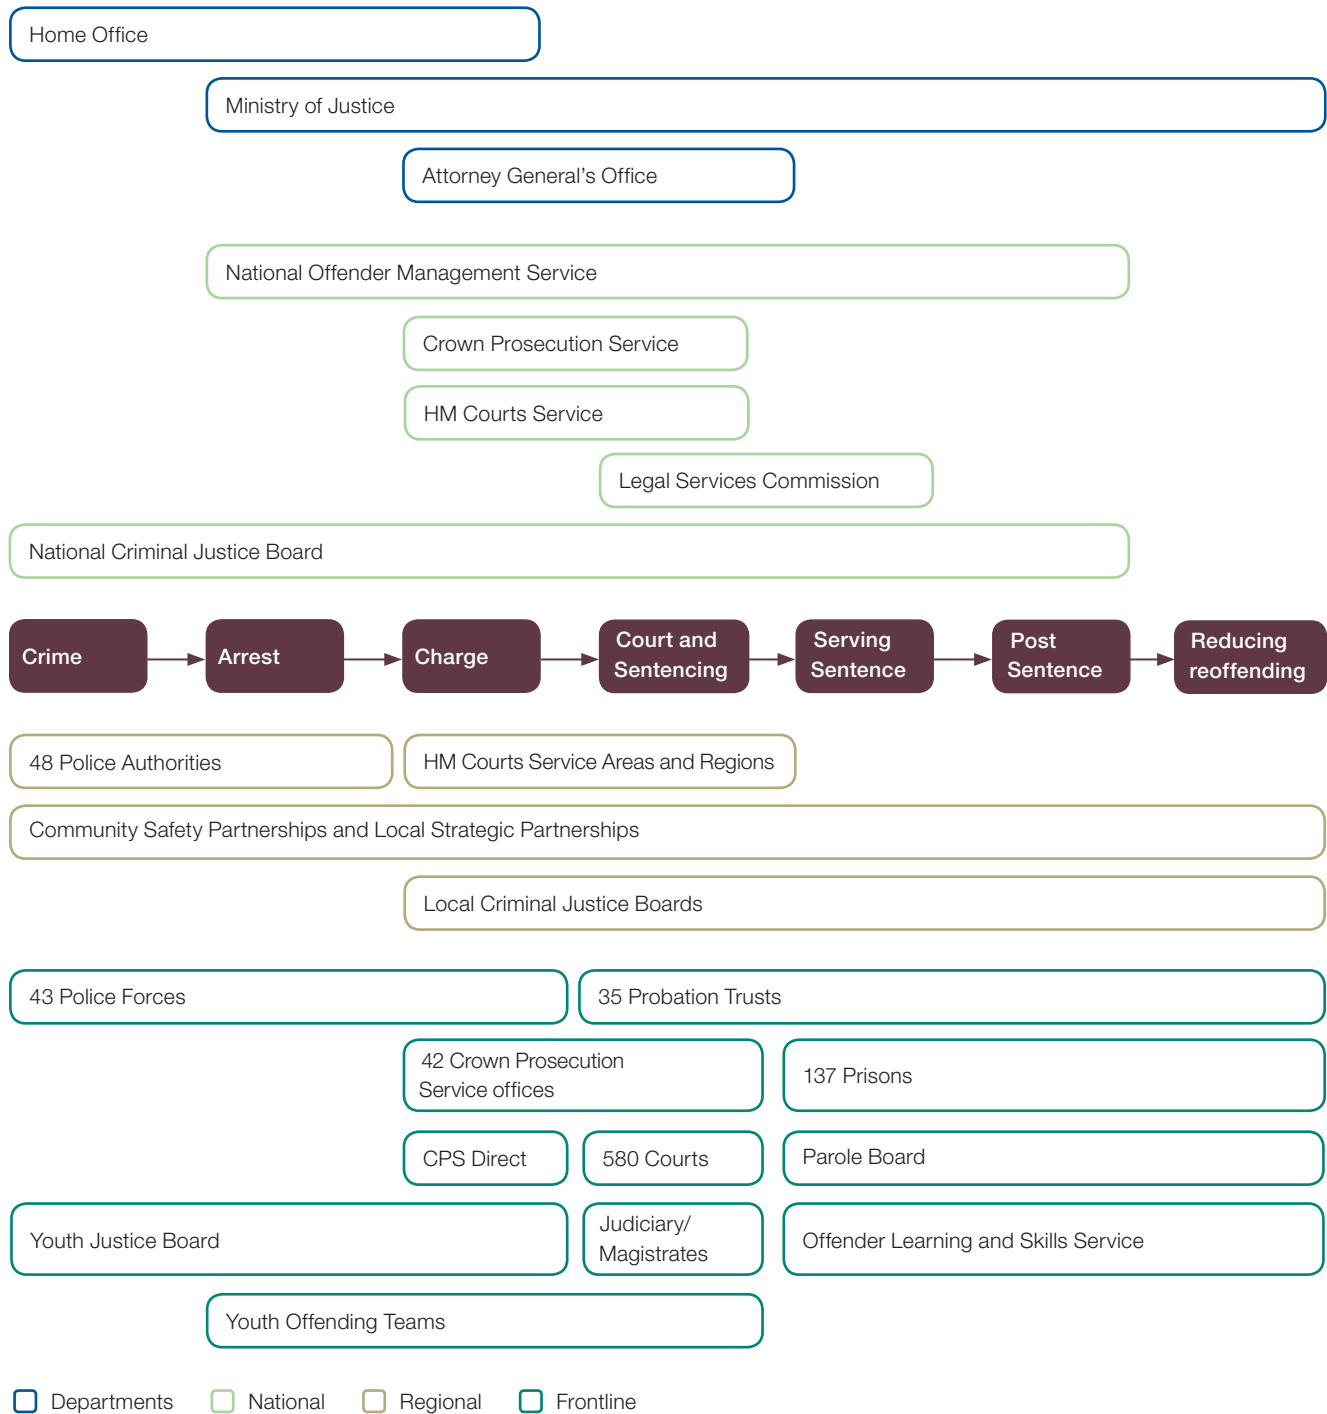 Home Office
Ministry of Justice
Attorney General’s Office
National Offender Management Service
Crown Prosecution Service
HM Courts Service
Legal Services Commission
National Criminal Justice Board
Crime
Arrest
Charge
Court and
Sentencing
Serving
Sentence
Post
Sentence
Reducing
reoffending
48 Police Authorities
HM Courts Service Areas and Regions
Community Safety Partnerships and Local Strategic Partnerships
Local Criminal Justice Boards
43 Police Forces
35 Probation Trusts
42 Crown Prosecution
Service offices
137 Prisons
CPS Direct
580 Courts
Parole Board
Youth Justice Board
Judiciary/
Magistrates
Offender Learning and Skills Service
Youth Offending Teams
Departments
National
Regional
Frontline